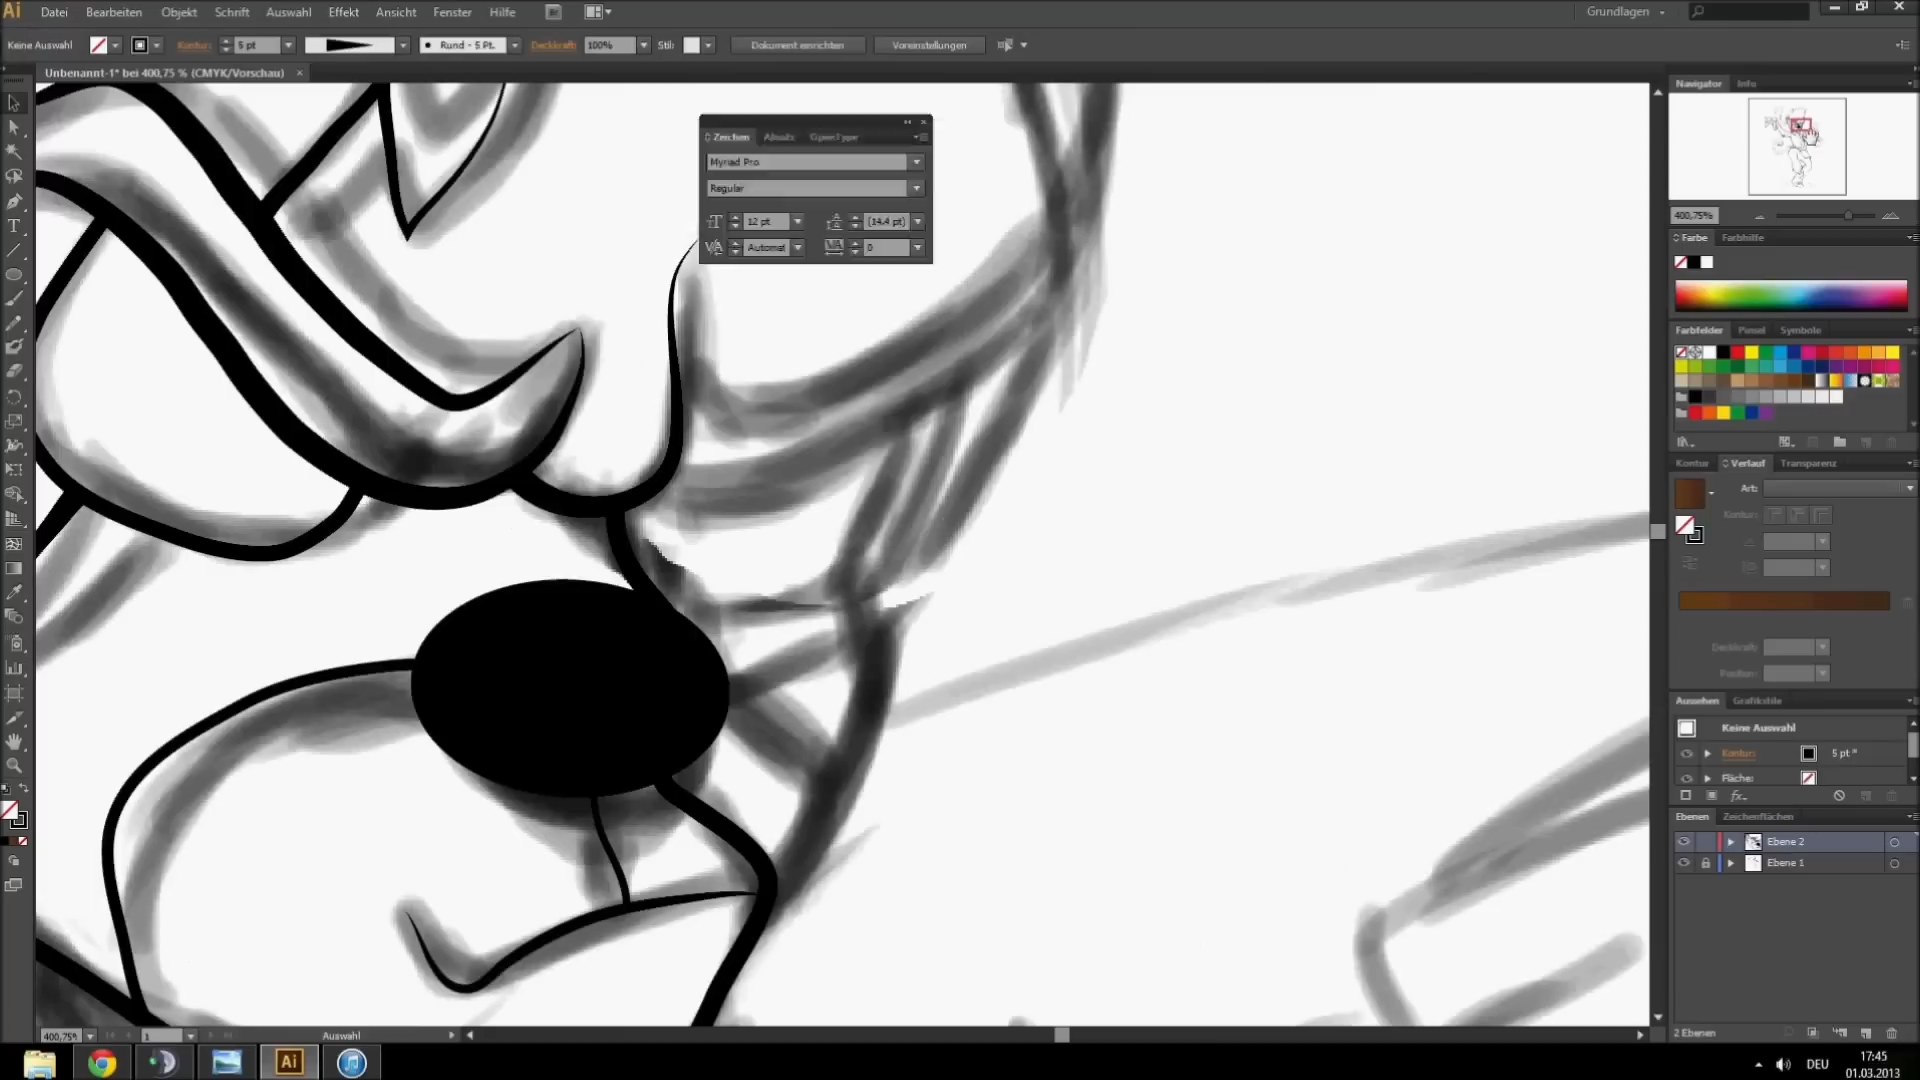 Ai Datei Bearbeiten Objekt Schrift Auswahl Effekt Ansicht Fenster Hilfe Br Grundlagen
Keine Auswahl Kontur: 5 pt Rund - 5 Pt. Deckkraft: 100% Stil: Dokument einrichten Voreinstellungen
Unbenannt-1* bei 400,75 % (CMYK/Vorschau) ×
Navigator Info
Zeichen Absatz OpenType
Myriad Pro
Regular
12 pt (14,4 pt)
Automat 0
400,75%
Farbe Farbhilfe
Farbfelder Pinsel Symbole
Kontur Verlauf Transparenz
Art:
Kontur:
Deckkraft:
Position:
Aussehen Grafikstile
Keine Auswahl
Kontur: 5 pt *
Fläche:
fx
Ebenen Zeichenflächen
Ebene 2
Ebene 1
2 Ebenen
400,75% 1 Auswahl
Ai DEU 17:45
01.03.2013